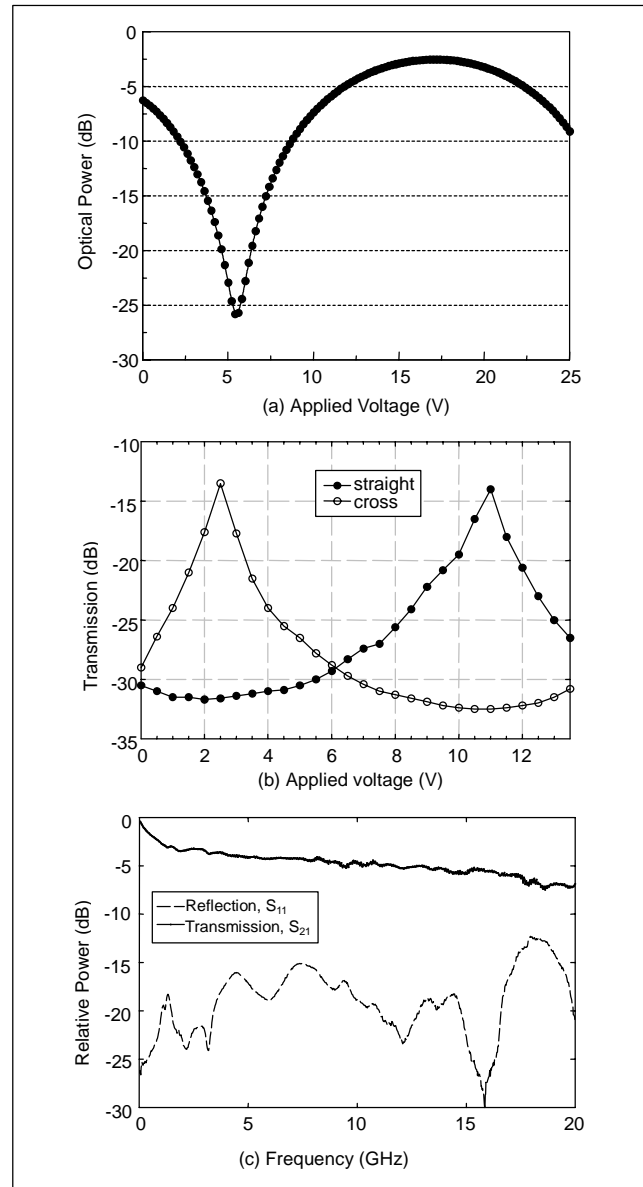 0
-5
-10
-15
-20
-25
-30
Optical Power (dB)
0 5 10 15 20 25
(a) Applied Voltage (V)
-10
-15
-20
-25
-30
-35
Transmission (dB)
straight
cross
0 2 4 6 8 10 12
(b) Applied voltage (V)
0
-5
-10
-15
-20
-25
-30
Relative Power (dB)
Reflection, S11
Transmission, S21
0 5 10 15 20
(c) Frequency (GHz)